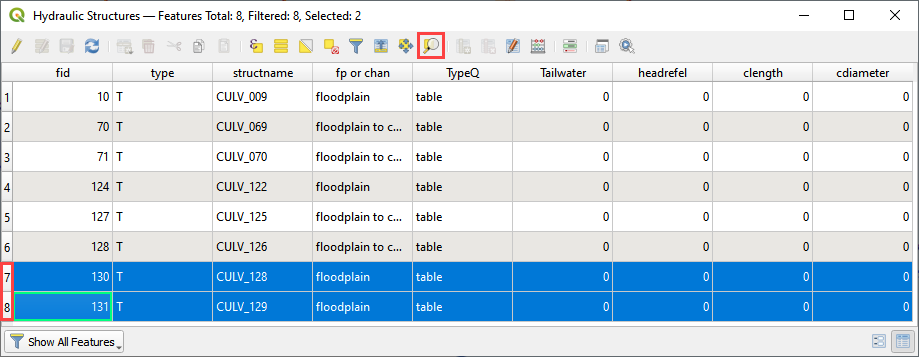 Hydraulic Structures — Features Total: 8, Filtered: 8, Selected: 2
fid type structname fp or chan TypeQ Tailwater headrefel clength cdiameter
1 10 T CULV_009 floodplain table 0 0 0 0
2 70 T CULV_069 floodplain to c... table 0 0 0 0
3 71 T CULV_070 floodplain to c... table 0 0 0 0
4 124 T CULV_122 floodplain table 0 0 0 0
5 127 T CULV_125 floodplain to c... table 0 0 0 0
6 128 T CULV_126 floodplain to c... table 0 0 0 0
7 130 T CULV_128 floodplain table 0 0 0 0
8 131 T CULV_129 floodplain table 0 0 0 0
Show All Features